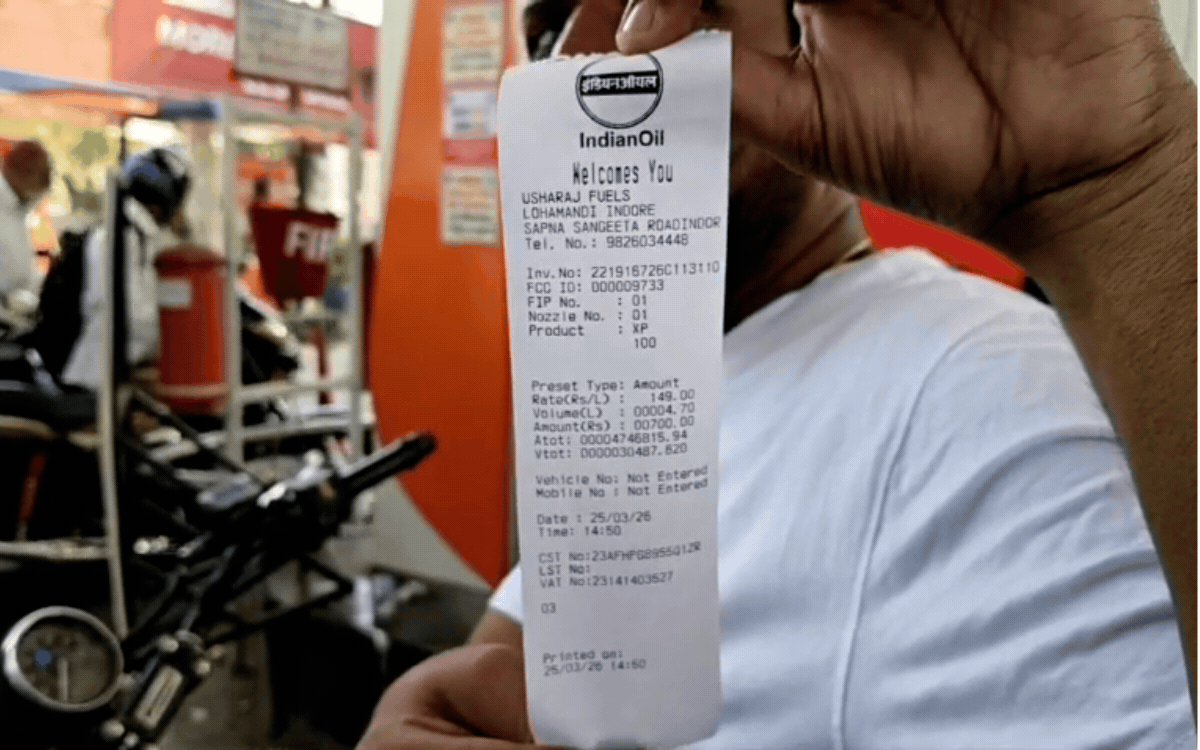 इंडियनऑयल
IndianOil
Welcomes You
USHARAJ FUELS
LOHAMANDI INDORE
SAPNA SANGEETA ROADINDOR
Tel. No.: 9826034448
Inv.No: 221916726C113110
FCC ID: 000009733
FIP No. : 01
Nozzle No. : 01
Product : XP
100
Preset Type: Amount
Rate(Rs/L) : 149.00
Volume(L) : 00004.70
Amount(Rs) : 00700.00
Atot: 00004746815.94
Vtot: 0000030487.620
Vehicle No: Not Entered
Mobile No : Not Entered
Date : 25/03/26
Time: 14:50
CST No:
LST No:
VAT No:23141403527
03
Printed on:
25/03/26 14:50
FI